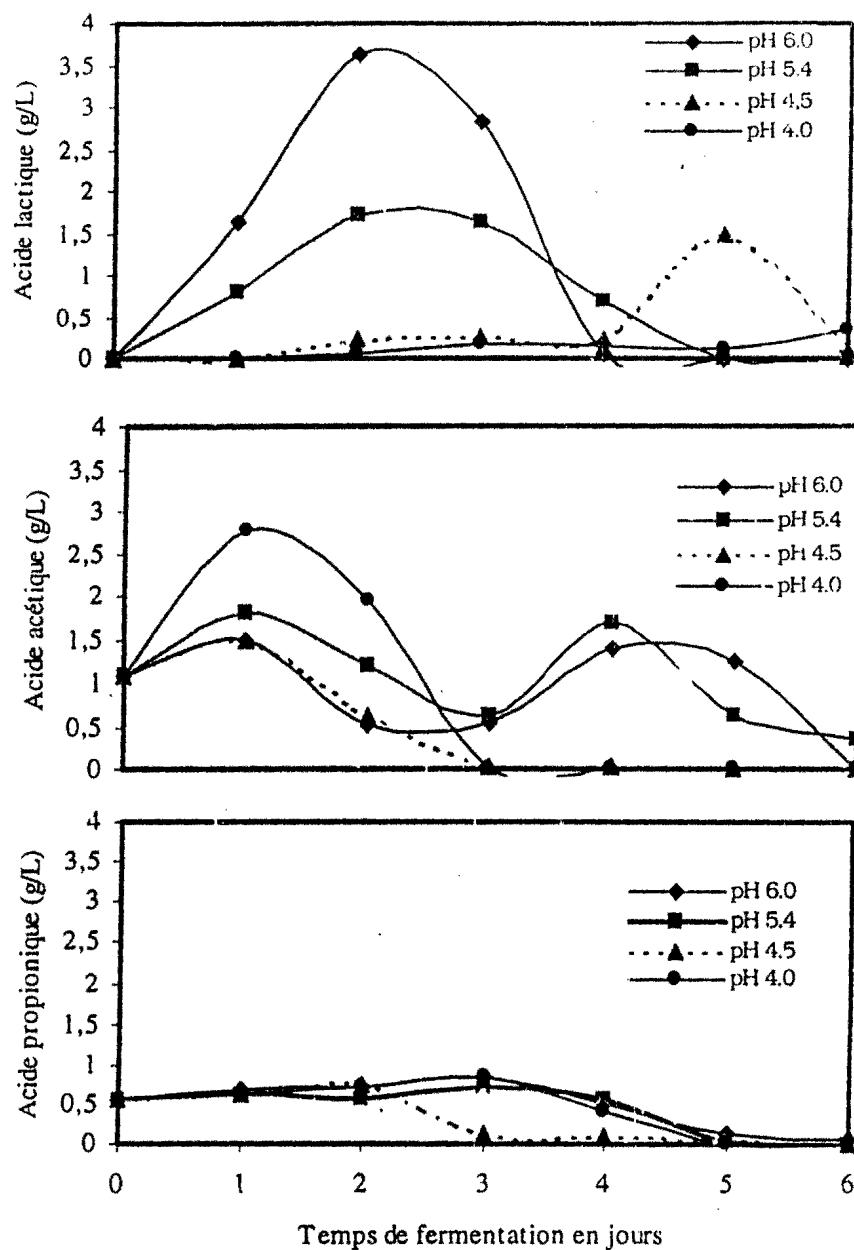 4
3,5
3
2,5
2
1,5
1
0,5
0
Acide lactique (g/L)
pH 6.0
pH 5.4
pH 4.5
pH 4.0
4
3,5
3
2,5
2
1,5
1
0,5
0
Acide acétique (g/L)
pH 6.0
pH 5.4
pH 4.5
pH 4.0
4
3,5
3
2,5
2
1,5
1
0,5
0
Acide propionique (g/L)
pH 6.0
pH 5.4
pH 4.5
pH 4.0
0 1 2 3 4 5 6
Temps de fermentation en jours